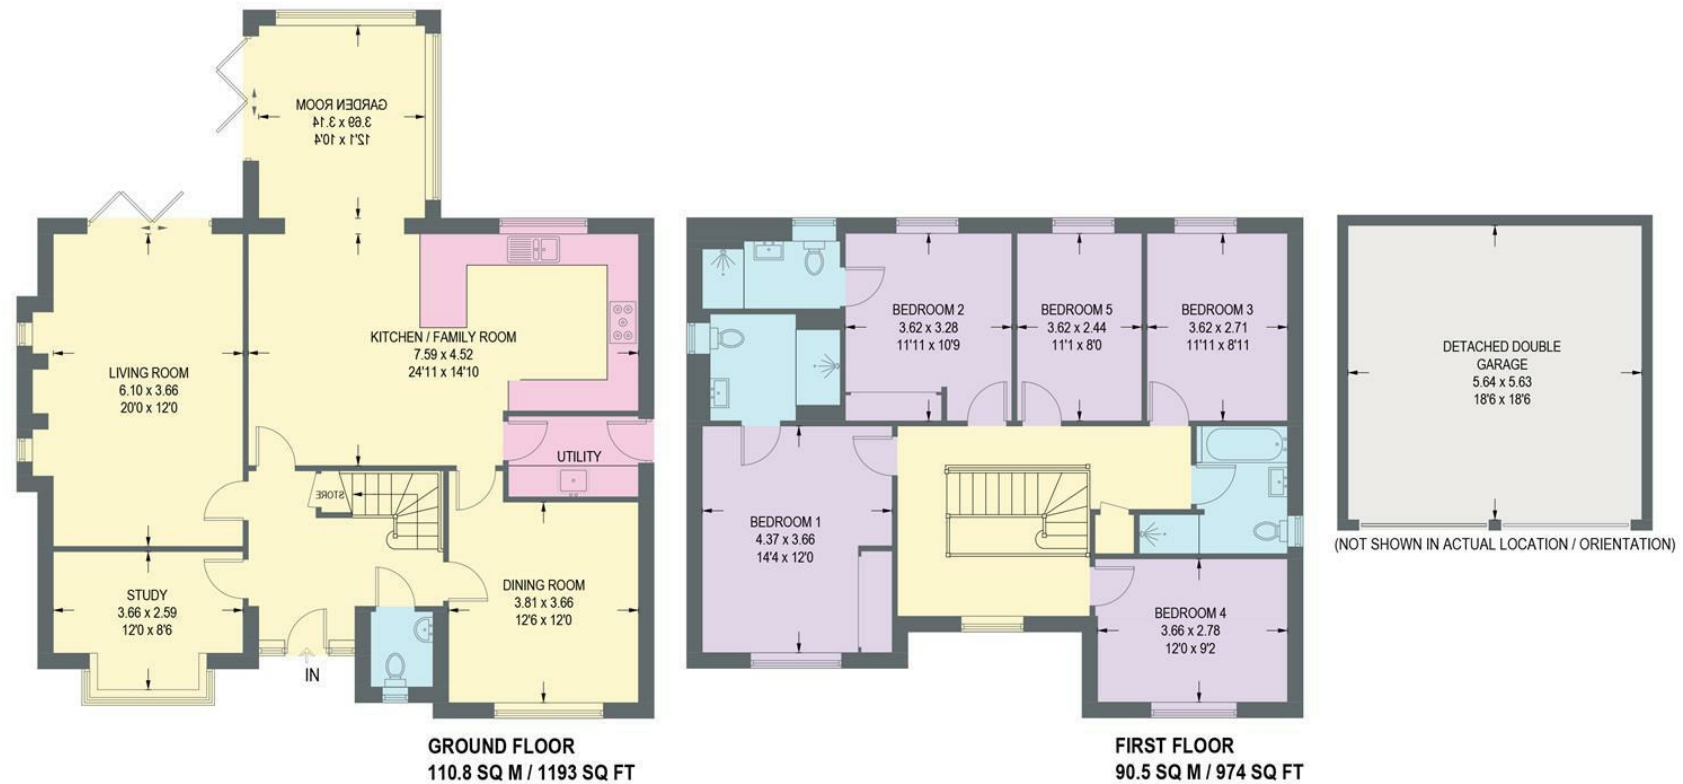 GARDEN ROOM
3.69 x 3.14
12'1 x 10'4
KITCHEN / FAMILY ROOM
7.59 x 4.52
24'11 x 14'10
LIVING ROOM
6.10 x 3.66
20'0 x 12'0
UTILITY
STORE
STUDY
3.66 x 2.59
12'0 x 8'6
DINING ROOM
3.81 x 3.66
12'6 x 12'0
IN
GROUND FLOOR
110.8 SQ M / 1193 SQ FT
BEDROOM 2
3.62 x 3.28
11'11 x 10'9
BEDROOM 5
3.62 x 2.44
11'1 x 8'0
BEDROOM 3
3.62 x 2.71
11'11 x 8'11
BEDROOM 1
4.37 x 3.66
14'4 x 12'0
BEDROOM 4
3.66 x 2.78
12'0 x 9'2
FIRST FLOOR
90.5 SQ M / 974 SQ FT
DETACHED DOUBLE
GARAGE
5.64 x 5.63
18'6 x 18'6
(NOT SHOWN IN ACTUAL LOCATION / ORIENTATION)